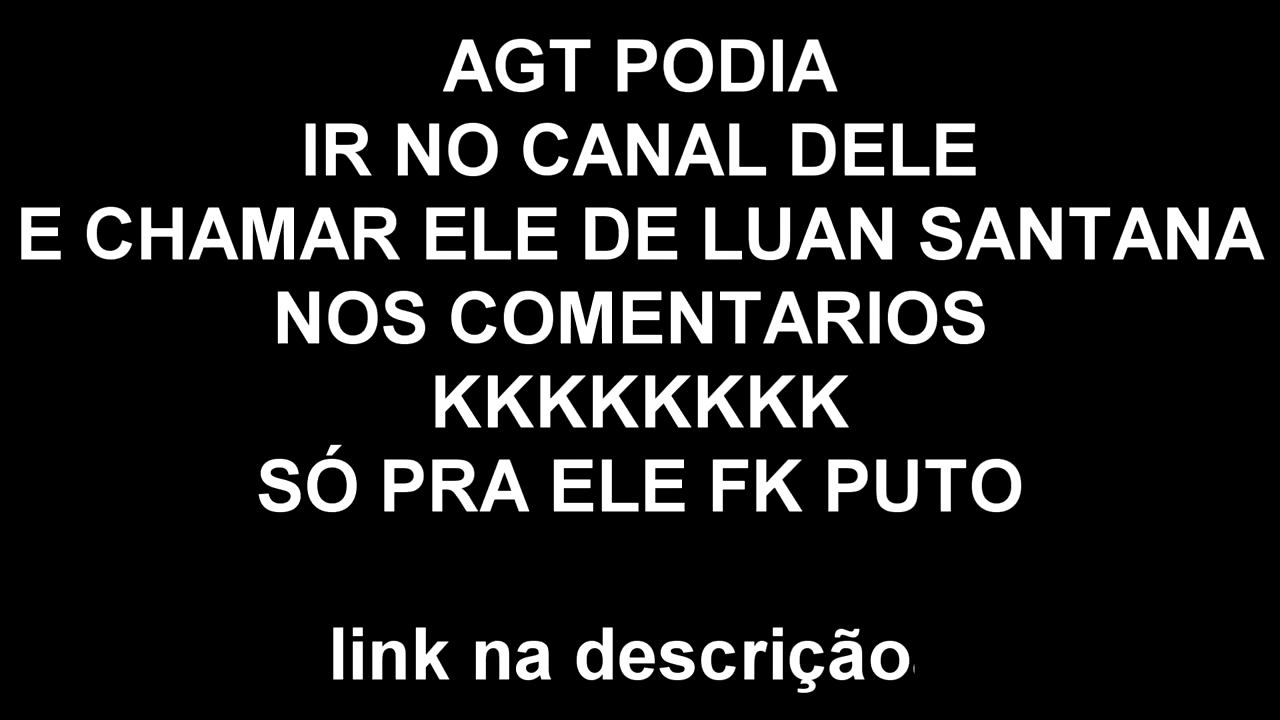 AGT PODIA
IR NO CANAL DELE
E CHAMAR ELE DE LUAN SANTANA
NOS COMENTARIOS
KKKKKKKK
SÓ PRA ELE FK PUTO
link na descrição